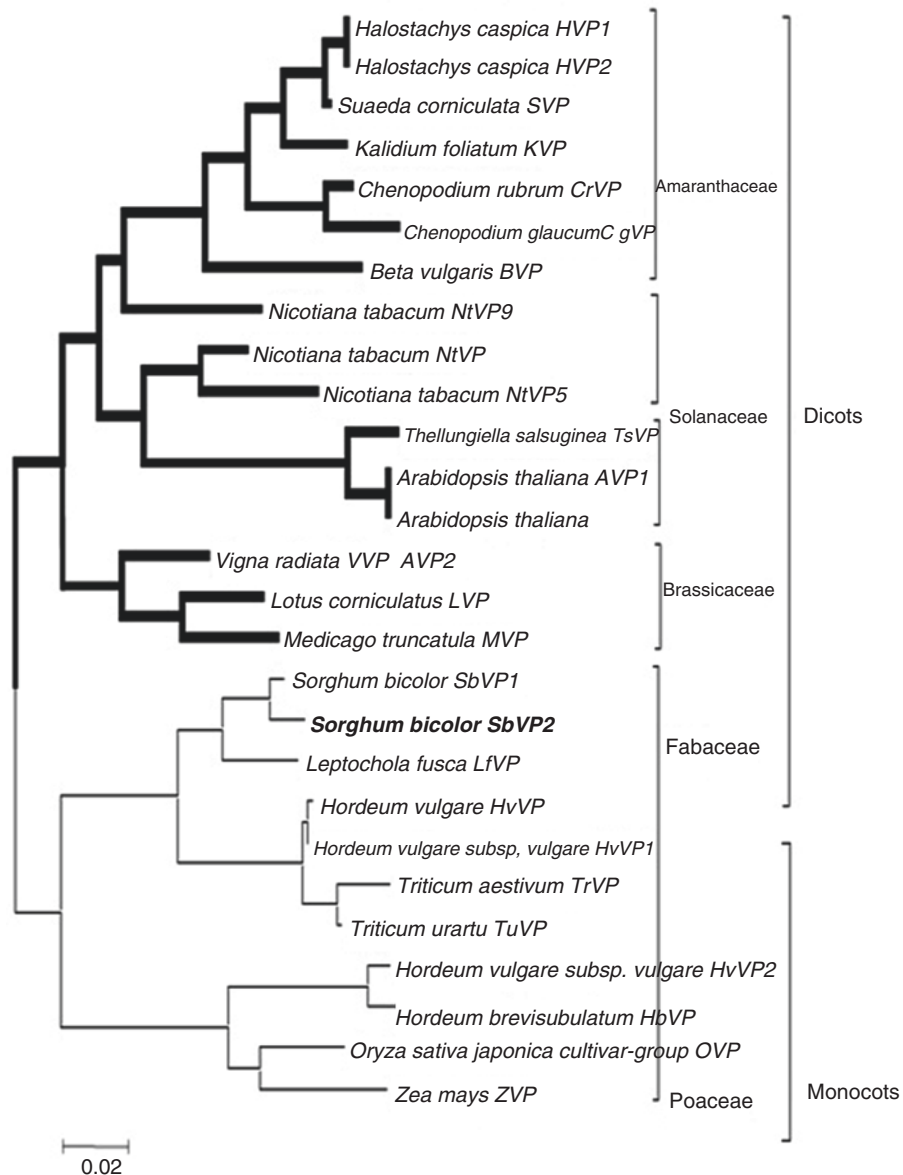 Halostachys caspica HVP1
Halostachys caspica HVP2
Suaeda corniculata SVP
Kalidium foliatum KVP
Chenopodium rubrum CrVP
Amaranthaceae
Chenopodium glaucumC gVP
Beta vulgaris BVP
Nicotiana tabacum NtVP9
Nicotiana tabacum NtVP
Nicotiana tabacum NtVP5
Solanaceae
Dicots
Thellungiella salsuginea TsVP
Arabidopsis thaliana AVP1
Arabidopsis thaliana
Vigna radiata VVP AVP2
Brassicaceae
Lotus corniculatus LVP
Medicago truncatula MVP
Sorghum bicolor SbVP1
Sorghum bicolor SbVP2
Fabaceae
Leptochola fusca LfVP
Hordeum vulgare HvVP
Hordeum vulgare subsp, vulgare HvVP1
Triticum aestivum TrVP
Triticum urartu TuVP
Hordeum vulgare subsp. vulgare HvVP2
Hordeum brevisubulatum HbVP
Oryza sativa japonica cultivar-group OVP
Zea mays ZVP
Poaceae
Monocots
0.02